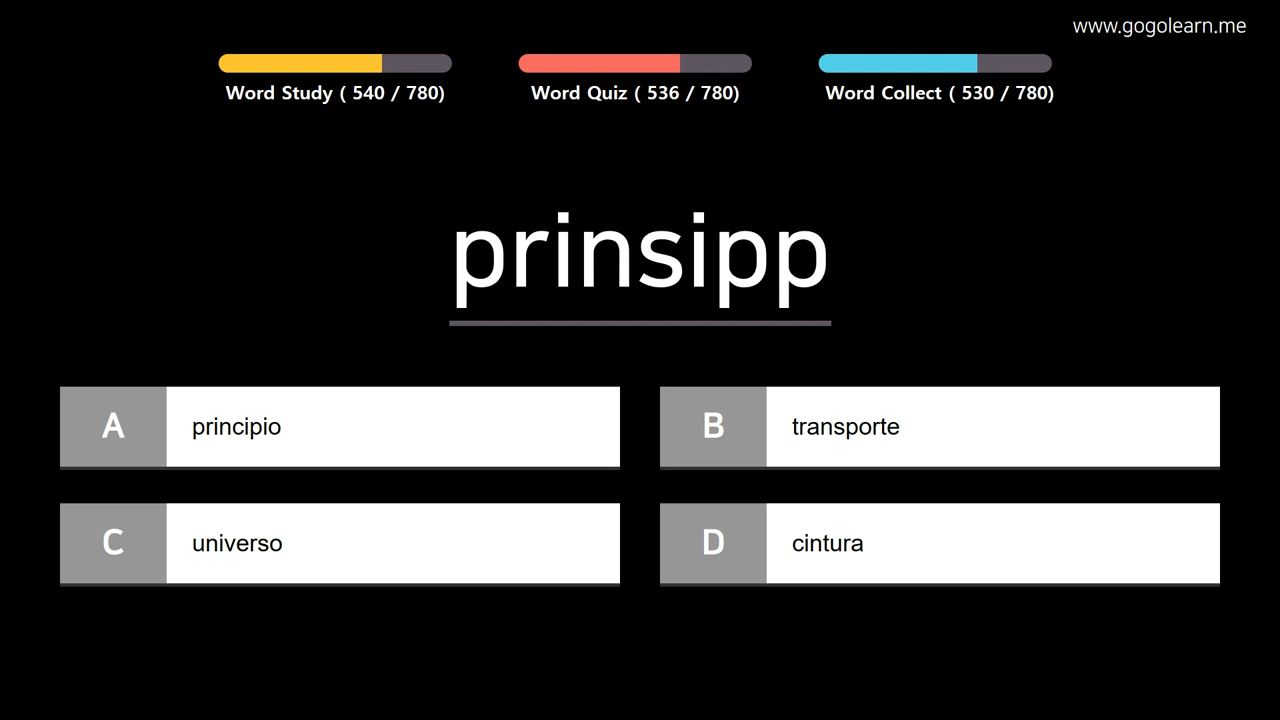 www.gogolearn.me
Word Study ( 540 / 780)
Word Quiz ( 536 / 780)
Word Collect ( 530 / 780)
prinsipp
A principio
B transporte
C universo
D cintura